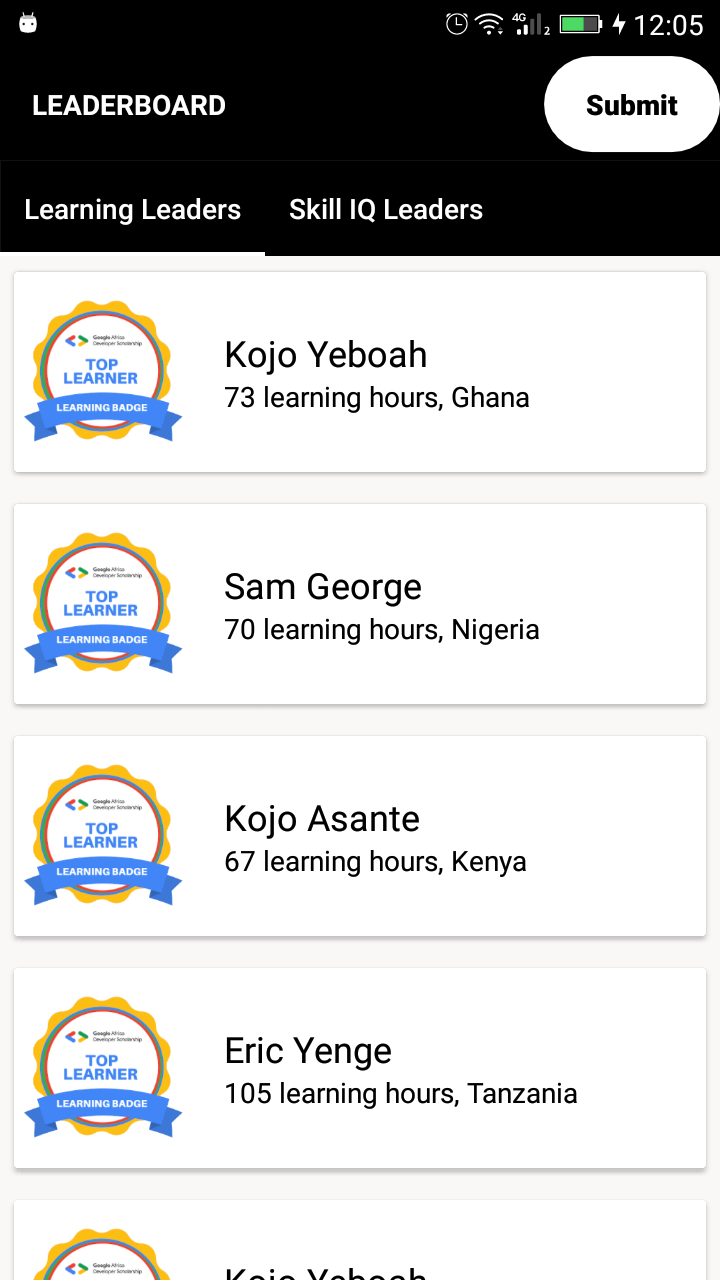 4G
2
12:05
LEADERBOARD
Submit
Learning Leaders
Skill IQ Leaders
Google Africa
Developer Scholarship
TOP
LEARNER
LEARNING BADGE
Kojo Yeboah
73 learning hours, Ghana
Google Africa
Developer Scholarship
TOP
LEARNER
LEARNING BADGE
Sam George
70 learning hours, Nigeria
Google Africa
Developer Scholarship
TOP
LEARNER
LEARNING BADGE
Kojo Asante
67 learning hours, Kenya
Google Africa
Developer Scholarship
TOP
LEARNER
LEARNING BADGE
Eric Yenge
105 learning hours, Tanzania
Google Africa
Developer Scholarship
Kojo Yeboah